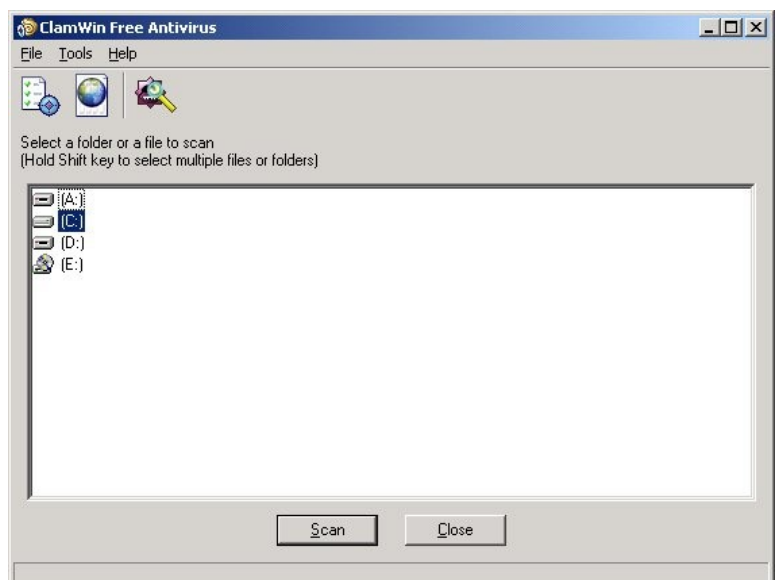 ClamWin Free Antivirus
File Tools Help
Select a folder or a file to scan
(Hold Shift key to select multiple files or folders)
(A:)
(C:)
(D:)
(E:)
Scan Close